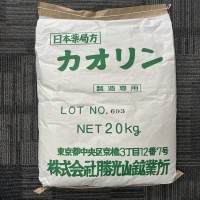 日本薬局方
カオリン
製造専用
LOT NO. 693
NET 20kg.
東京都中央区京橋3丁目12番7号
株式会社勝光山鉱業所